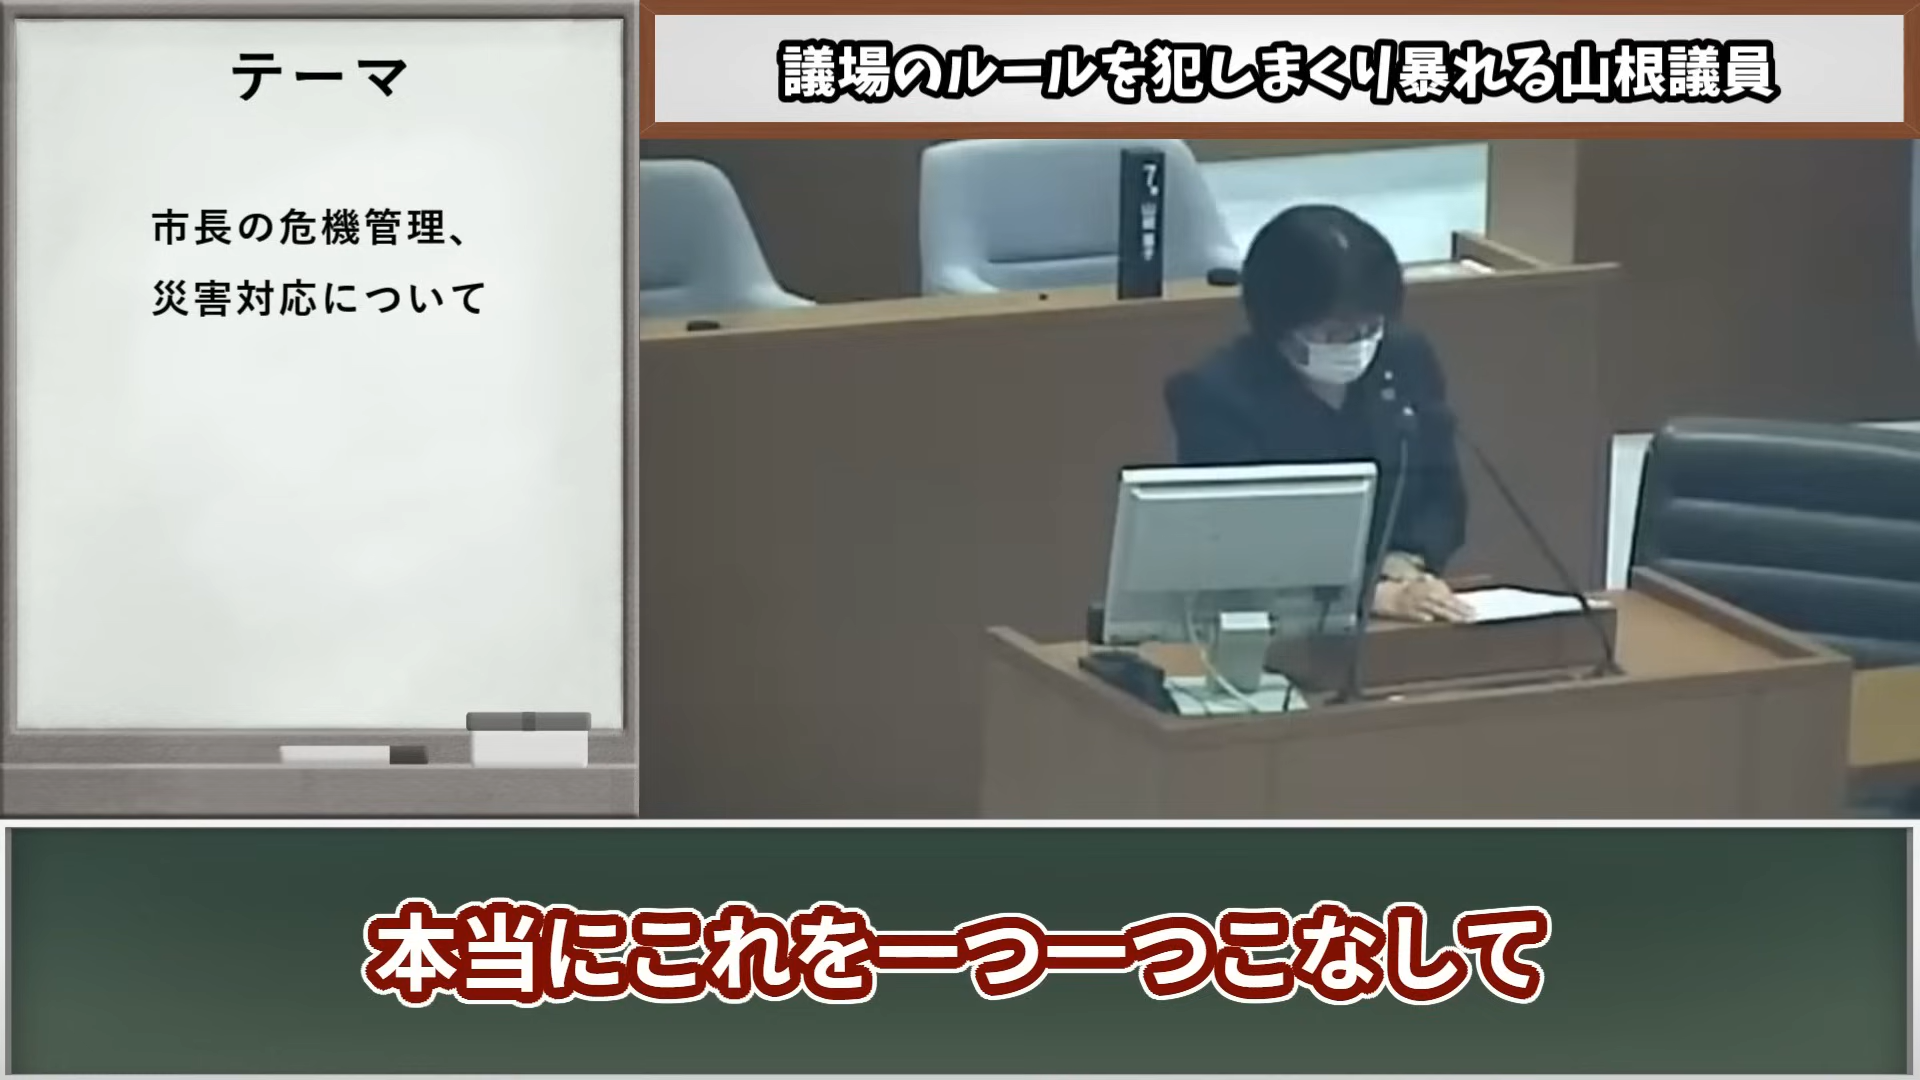 テーマ
市長の危機管理、
災害対応について
議場のルールを犯しまくり暴れる山根議員
7.
本当にこれを一つ一つこなして